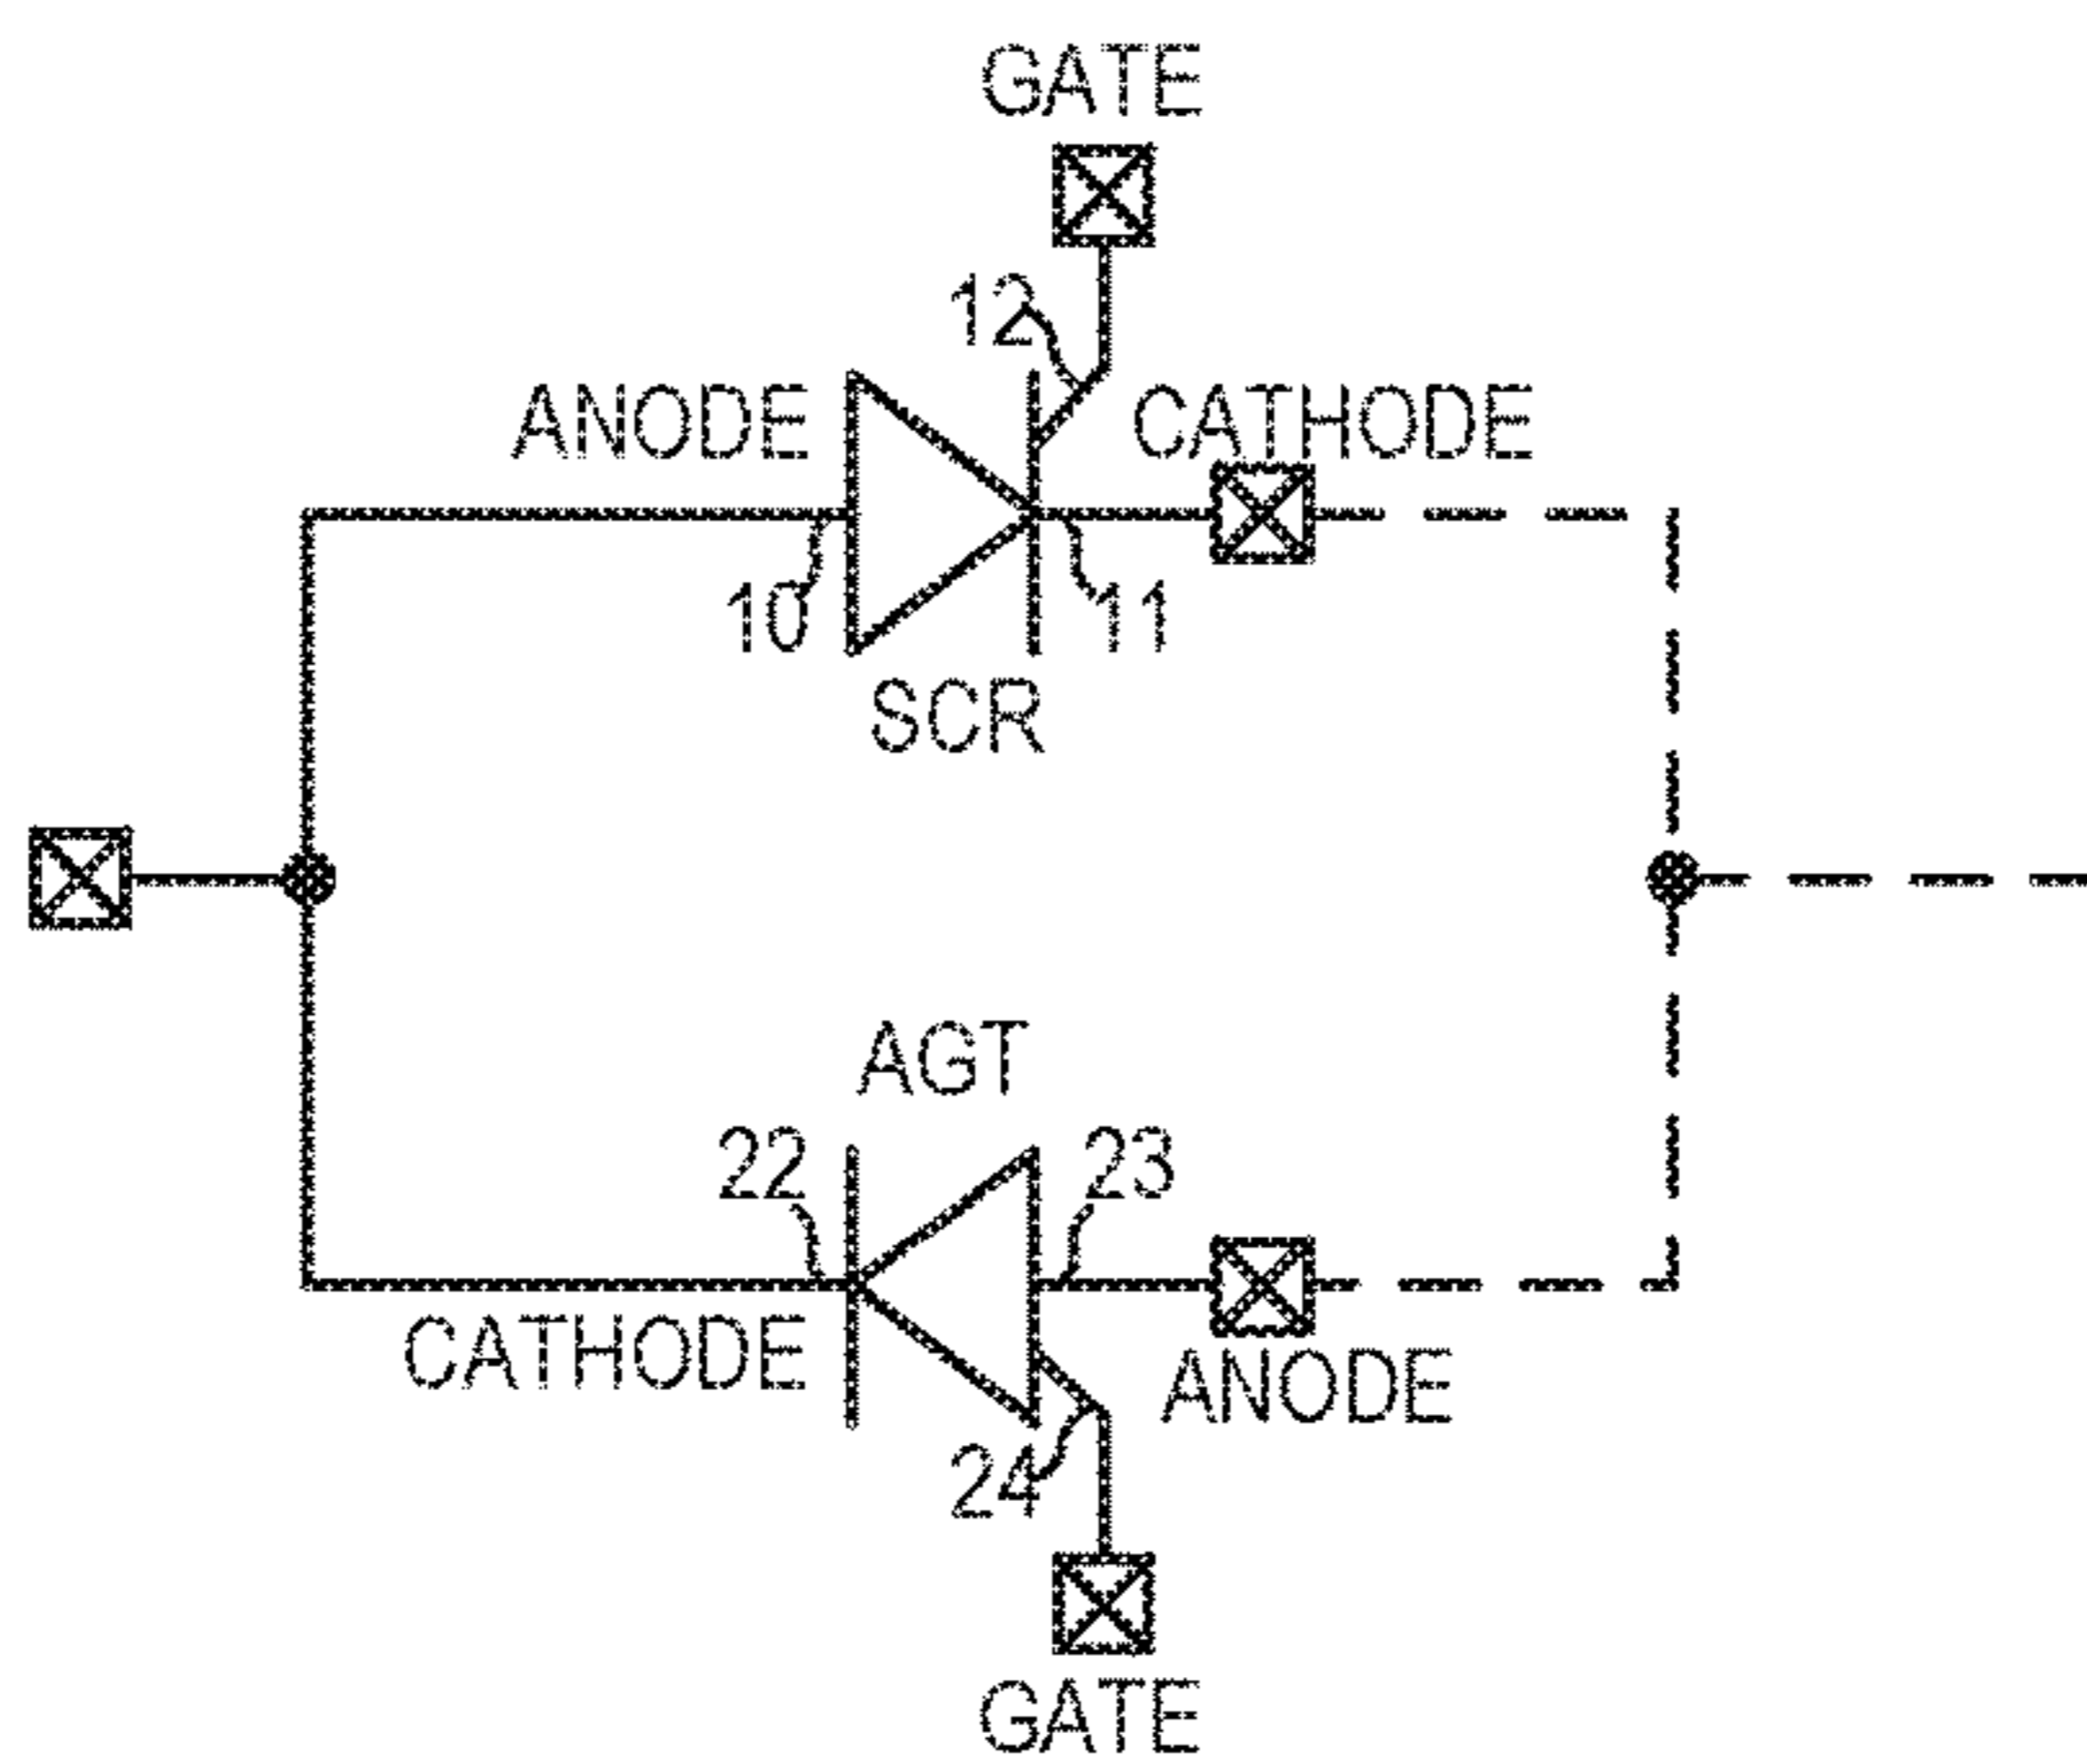 GATE
12
ANODE
CATHODE
10
11
SCR
AGT
22
23
CATHODE
ANODE
24
GATE